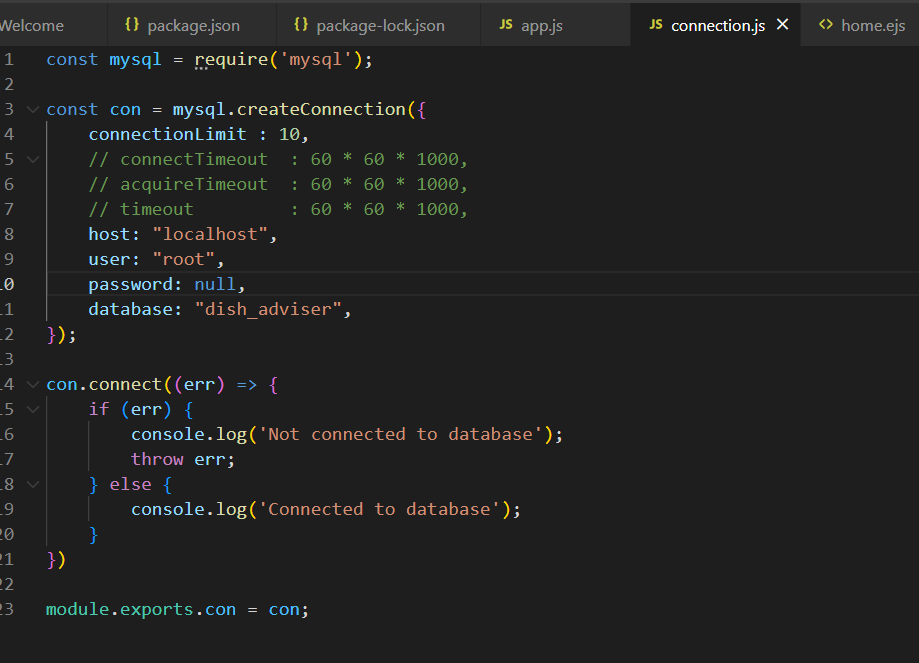 Welcome {} package.json {} package-lock.json JS app.js JS connection.js × <> home.ejs
1 const mysql = require('mysql');
2
3 const con = mysql.createConnection({
4 connectionLimit : 10,
5 // connectTimeout : 60 * 60 * 1000,
6 // acquireTimeout : 60 * 60 * 1000,
7 // timeout : 60 * 60 * 1000,
8 host: "localhost",
9 user: "root",
10 password: null,
11 database: "dish_adviser",
12 });
13
14 con.connect((err) => {
15 if (err) {
16 console.log('Not connected to database');
17 throw err;
18 } else {
19 console.log('Connected to database');
20 }
21 })
22
23 module.exports.con = con;